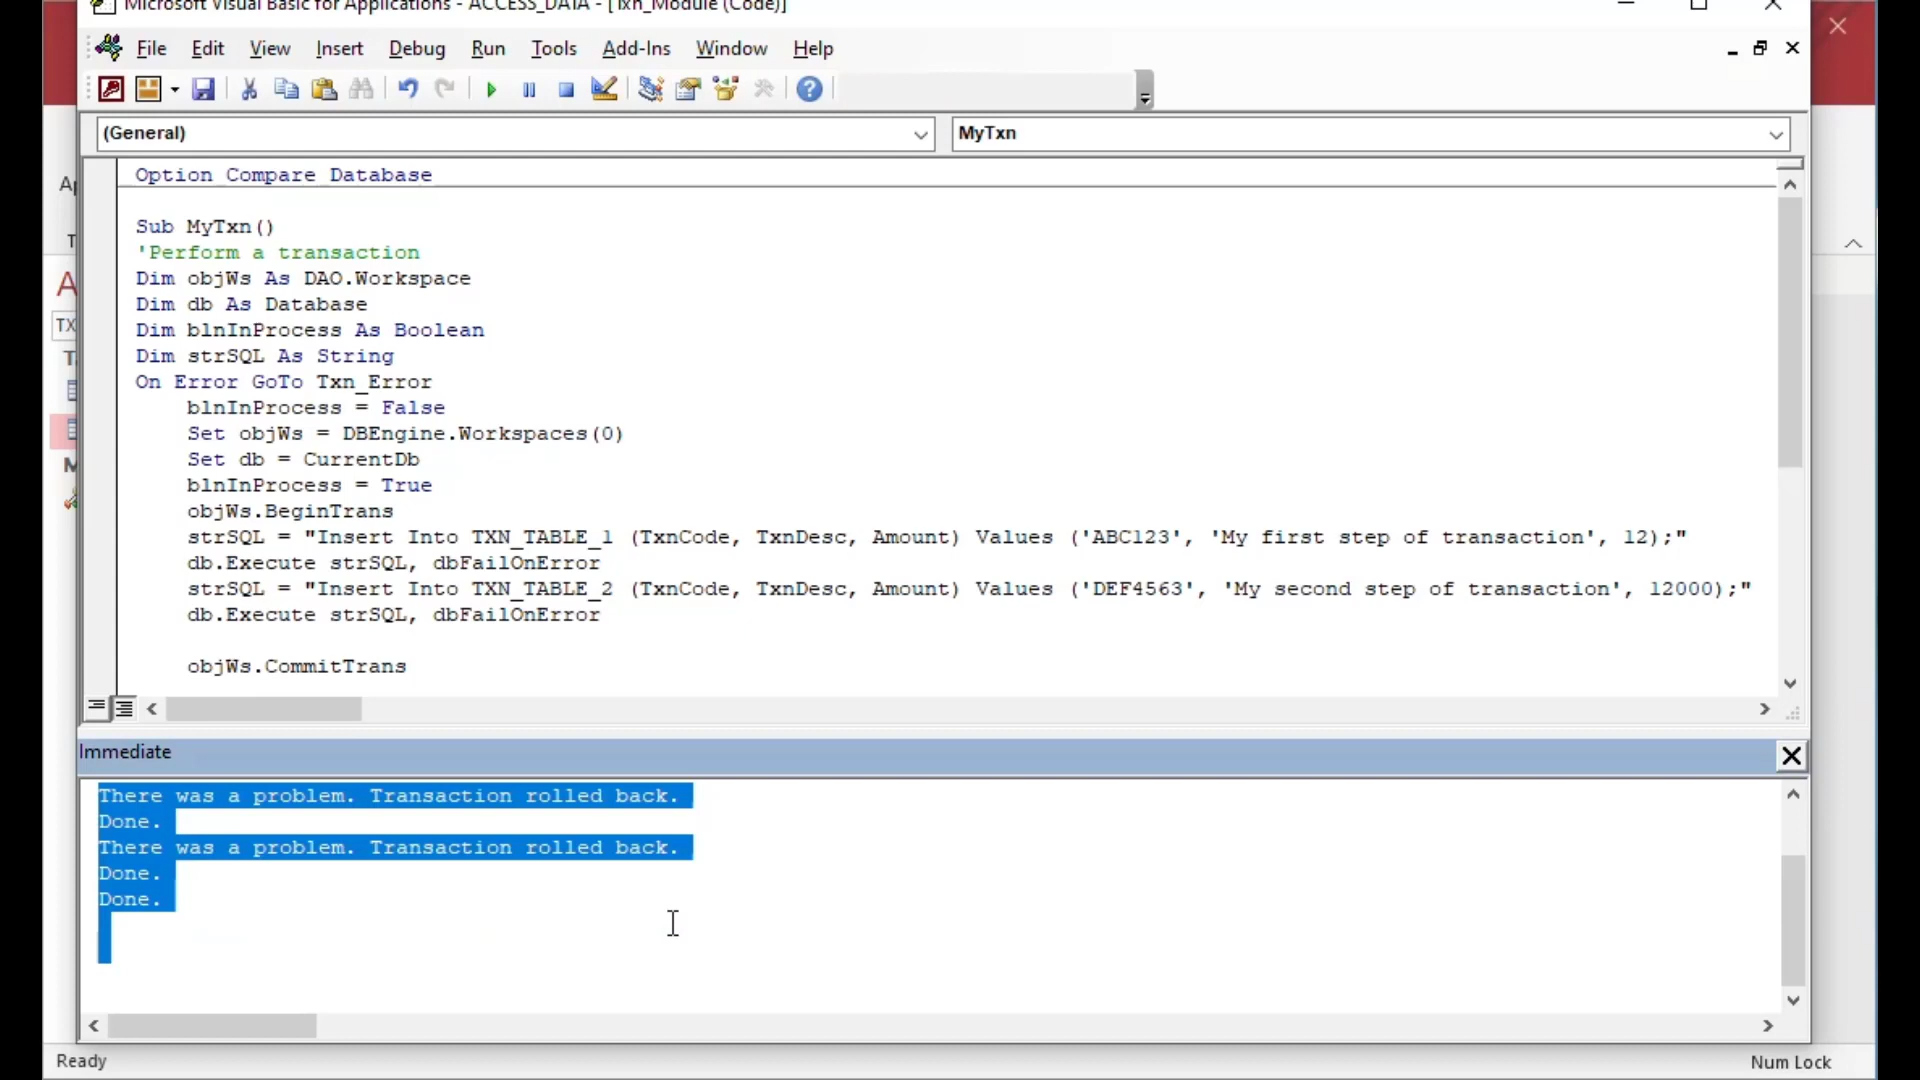 Microsoft Visual Basic for Applications - ACCESS_DATA - [Txn_Module (Code)]
File Edit View Insert Debug Run Tools Add-Ins Window Help
(General) MyTxn
Option Compare Database
Sub MyTxn()
'Perform a transaction
Dim objWs As DAO.Workspace
Dim db As Database
Dim blnInProcess As Boolean
Dim strSQL As String
On Error GoTo Txn_Error
blnInProcess = False
Set objWs = DBEngine.Workspaces(0)
Set db = CurrentDb
blnInProcess = True
objWs.BeginTrans
strSQL = "Insert Into TXN_TABLE_1 (TxnCode, TxnDesc, Amount) Values ('ABC123', 'My first step of transaction', 12);"
db.Execute strSQL, dbFailOnError
strSQL = "Insert Into TXN_TABLE_2 (TxnCode, TxnDesc, Amount) Values ('DEF4563', 'My second step of transaction', 12000);"
db.Execute strSQL, dbFailOnError
objWs.CommitTrans
Immediate
There was a problem. Transaction rolled back.
Done.
There was a problem. Transaction rolled back.
Done.
Done.
Ready Num Lock